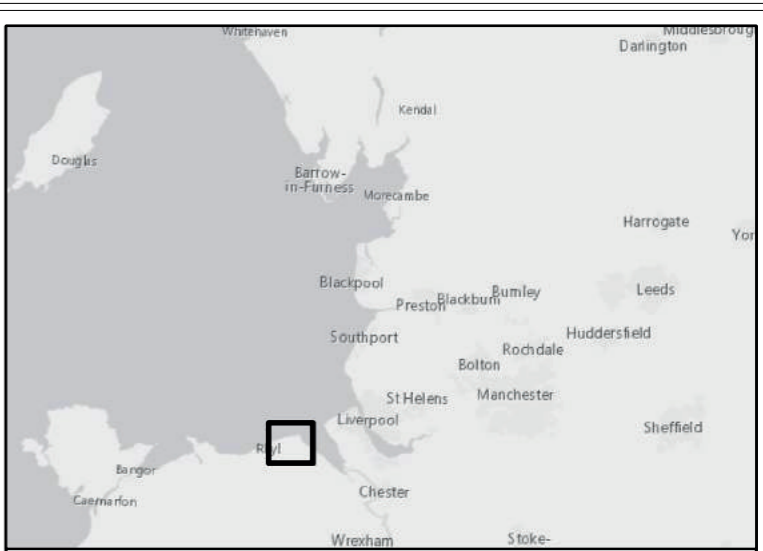 Whitehaven
Middlesbroug
Darlington
Kendal
Douglas
Barrow-
in-Furness
Morecambe
Harrogate
Yor
Blackpool
Preston
Blackburn
Burnley
Leeds
Southport
Huddersfield
Rochdale
Bolton
St Helens
Manchester
Liverpool
Sheffield
Rhyl
Bangor
Caernarfon
Chester
Wrexham
Stoke-